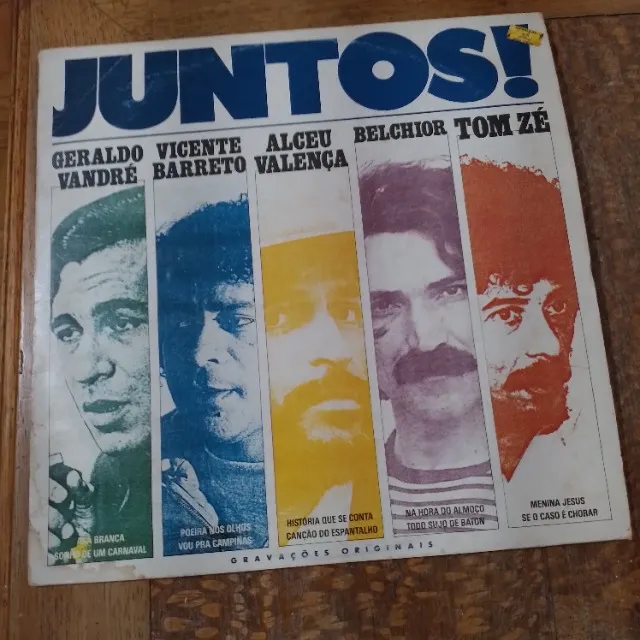 JUNTOS!
GERALDO
VANDRÉ
VICENTE
BARRETO
ALCEU
VALENÇA
BELCHIOR
TOM ZÉ
BRANCA
DE UM CARNAVAL
POEIRA NOS OLHOS
VOU PRA CAMPINAS
HISTÓRIA QUE SE CONTA
CANÇÃO DO ESPANTALHO
NA HORA DO ALMOÇO
TODO SUJO DE BATON
MENINA JESUS
SE O CASO É CHORAR
GRAVAÇÕES ORIGINAIS